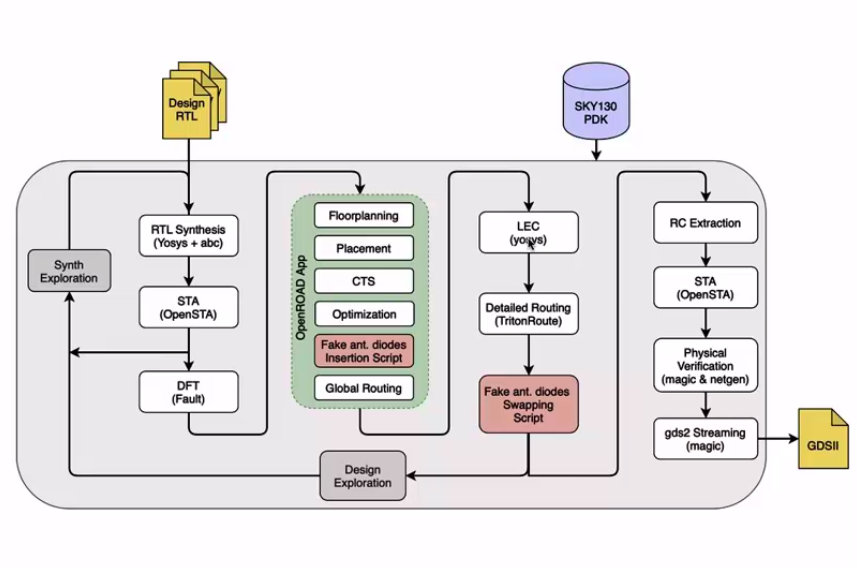 Design
RTL
SKY130
PDK
RTL Synthesis
(Yosys + abc)
Synth
Exploration
STA
(OpenSTA)
DFT
(Fault)
OpenROAD App
Floorplanning
Placement
CTS
Optimization
Fake ant. diodes
Insertion Script
Global Routing
LEC
(yosys)
Detailed Routing
(TritonRoute)
Fake ant. diodes
Swapping
Script
Design
Exploration
RC Extraction
STA
(OpenSTA)
Physical
Verification
(magic & netgen)
gds2 Streaming
(magic)
GDSII